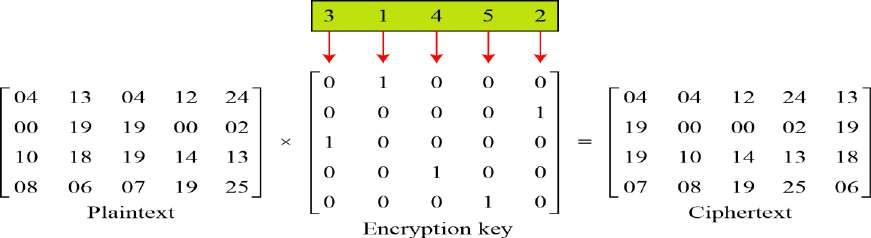 3 1 4 5 2
04 13 04 12 24
00 19 19 00 02
10 18 19 14 13
08 06 07 19 25
Plaintext
×
0 1 0 0 0
0 0 0 0 1
1 0 0 0 0
0 0 1 0 0
0 0 0 1 0
Encryption key
=
04 04 12 24 13
19 00 00 02 19
19 10 14 13 18
07 08 19 25 06
Ciphertext